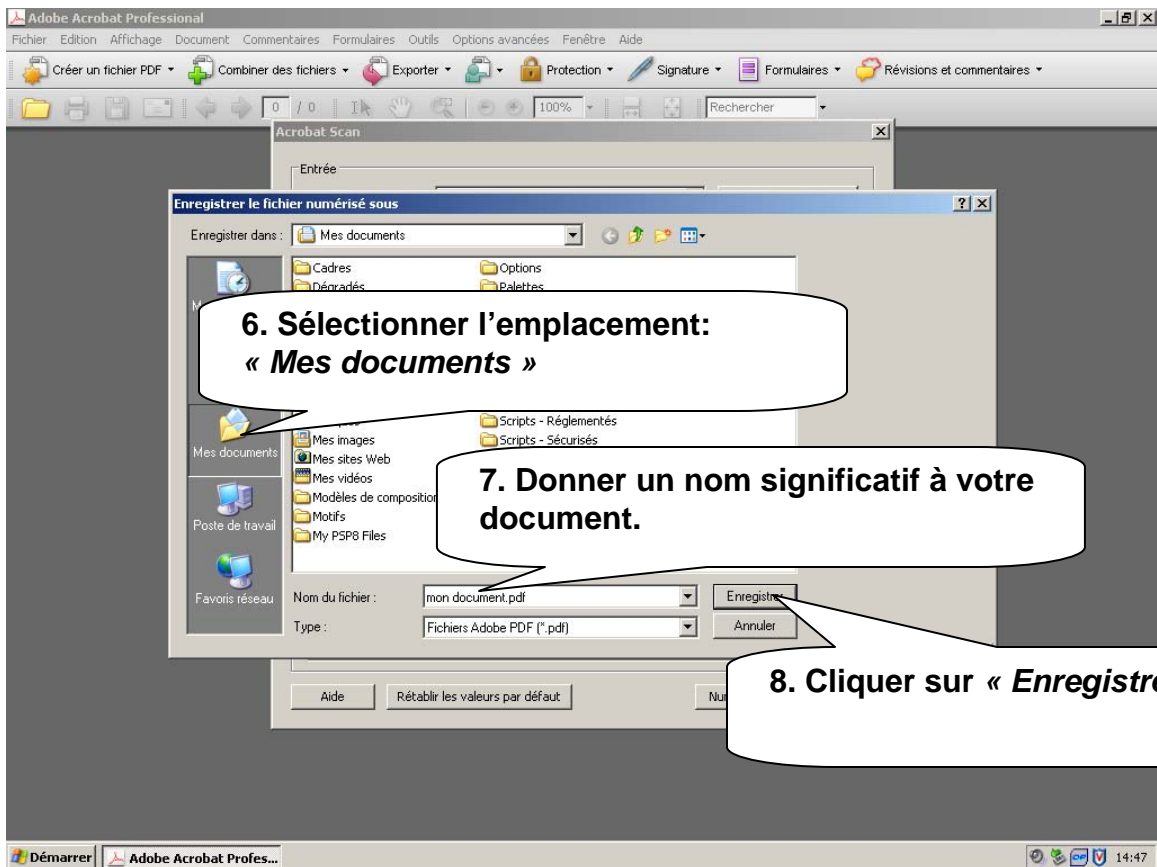 Adobe Acrobat Professional
Fichier Edition Affichage Document Commentaires Formulaires Outils Options avancées Fenêtre Aide
Créer un fichier PDF Combiner des fichiers Exporter Protection Signature Formulaires Révisions et commentaires
0 / 0 100% Rechercher
Acrobat Scan
Entrée
Enregistrer le fichier numérisé sous
Enregistrer dans : Mes documents
Cadres Options
Dégradés Palettes
6. Sélectionner l'emplacement:
« Mes documents »
Scripts - Réglementés
Mes images Scripts - Sécurisés
Mes documents
Mes sites Web
Mes vidéos
Modèles de composition
Motifs
My PSP8 Files
7. Donner un nom significatif à votre
document.
Poste de travail
Favoris réseau
Nom du fichier : mon document.pdf Enregistrer
Type : Fichiers Adobe PDF (*.pdf) Annuler
8. Cliquer sur « Enregistre
Aide Rétablir les valeurs par défaut
Démarrer Adobe Acrobat Profes... 14:47